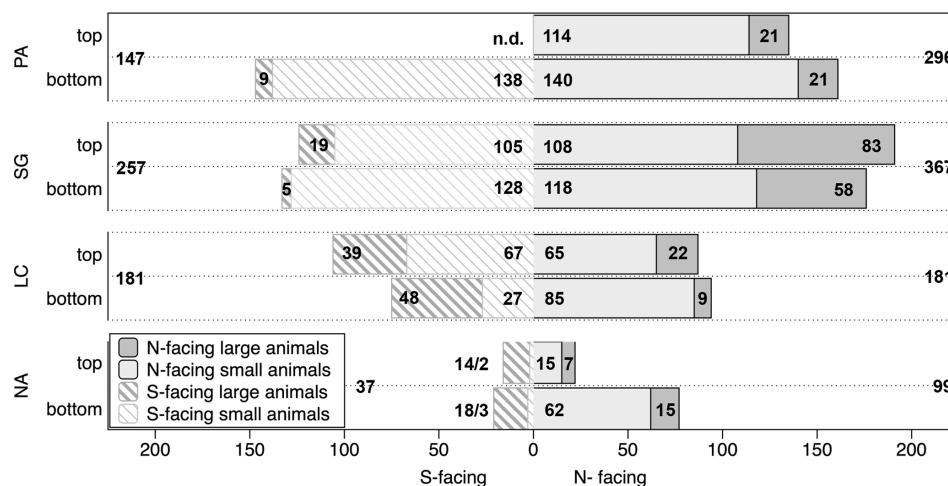 PA
top
n.d.
114
21
147
296
bottom
9
138
140
21
SG
top
19
105
108
83
257
367
bottom
5
128
118
58
LC
top
39
67
65
22
181
181
bottom
48
27
85
9
NA
top
14/2
15
7
37
99
bottom
18/3
62
15
N-facing large animals
N-facing small animals
S-facing large animals
S-facing small animals
200
150
100
50
0
50
100
150
200
S-facing
N- facing